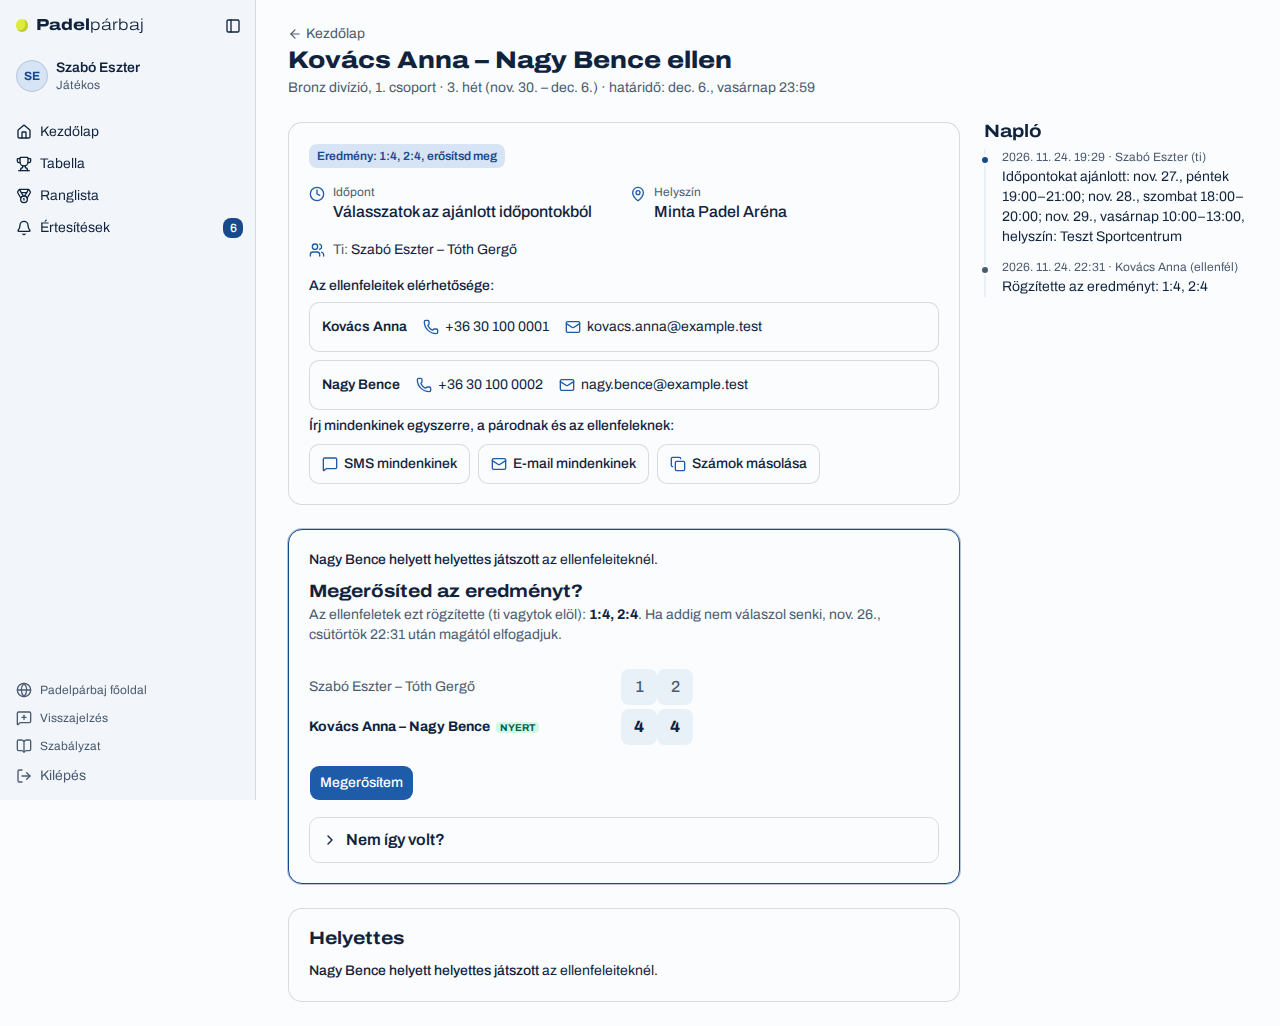 Padelpárbaj
SE
Szabó Eszter
Játékos
Kezdőlap
Tabella
Ranglista
Értesítések
6
Padelpárbaj főoldal
Visszajelzés
Szabályzat
Kilépés
Kezdőlap
Kovács Anna – Nagy Bence ellen
Bronz divízió, 1. csoport · 3. hét (nov. 30. – dec. 6.) · határidő: dec. 6., vasárnap 23:59
Eredmény: 1:4, 2:4, erősítsd meg
Időpont
Válasszatok az ajánlott időpontokból
Helyszín
Minta Padel Aréna
Ti: Szabó Eszter – Tóth Gergő
Az ellenfeleitek elérhetősége:
Kovács Anna +36 30 100 0001 kovacs.anna@example.test
Nagy Bence +36 30 100 0002 nagy.bence@example.test
Írj mindenkinek egyszerre, a párodnak és az ellenfeleknek:
SMS mindenkinek E-mail mindenkinek Számok másolása
Nagy Bence helyett helyettes játszott az ellenfeleiteknél.
Megerősíted az eredményt?
Az ellenfeletek ezt rögzítette (ti vagytok elöl): 1:4, 2:4. Ha addig nem válaszol senki, nov. 26.,
csütörtök 22:31 után magától elfogadjuk.
Szabó Eszter – Tóth Gergő 1 2
Kovács Anna – Nagy Bence NYERT 4 4
Megerősítem
Nem így volt?
Helyettes
Nagy Bence helyett helyettes játszott az ellenfeleiteknél.
Napló
2026. 11. 24. 19:29 · Szabó Eszter (ti)
Időpontokat ajánlott: nov. 27., péntek
19:00–21:00; nov. 28., szombat 18:00–
20:00; nov. 29., vasárnap 10:00–13:00,
helyszín: Teszt Sportcentrum
2026. 11. 24. 22:31 · Kovács Anna (ellenfél)
Rögzítette az eredményt: 1:4, 2:4